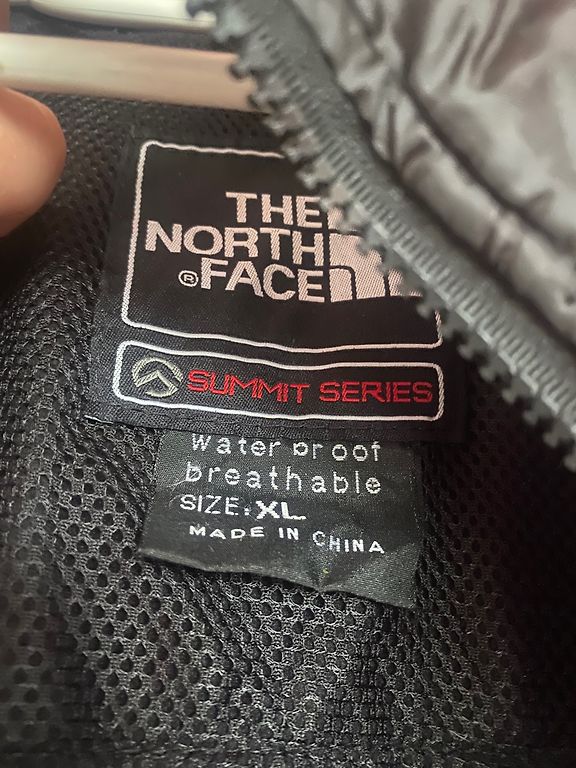 THE
NORTH
®FACE
SUMMIT SERIES
Water proof
breathable
SIZE: XL
MADE IN CHINA